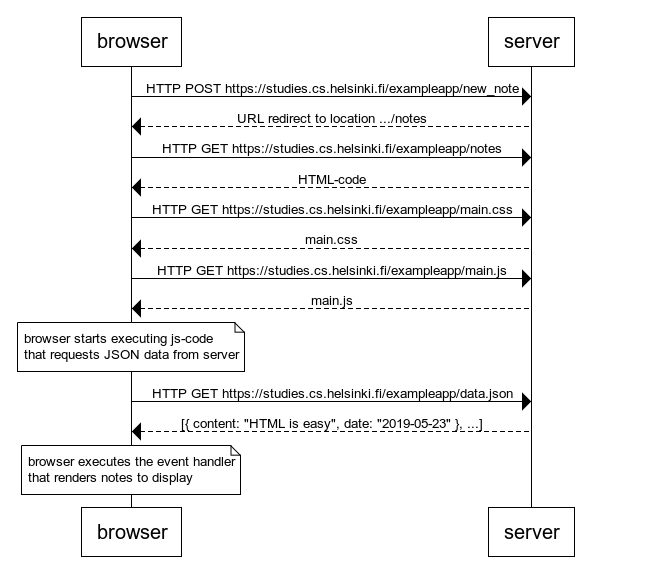 browser
server
HTTP POST https://studies.cs.helsinki.fi/exampleapp/new_note
URL redirect to location .../notes
HTTP GET https://studies.cs.helsinki.fi/exampleapp/notes
HTML-code
HTTP GET https://studies.cs.helsinki.fi/exampleapp/main.css
main.css
HTTP GET https://studies.cs.helsinki.fi/exampleapp/main.js
main.js
browser starts executing js-code
that requests JSON data from server
HTTP GET https://studies.cs.helsinki.fi/exampleapp/data.json
[{ content: "HTML is easy", date: "2019-05-23" }, ...]
browser executes the event handler
that renders notes to display
browser
server